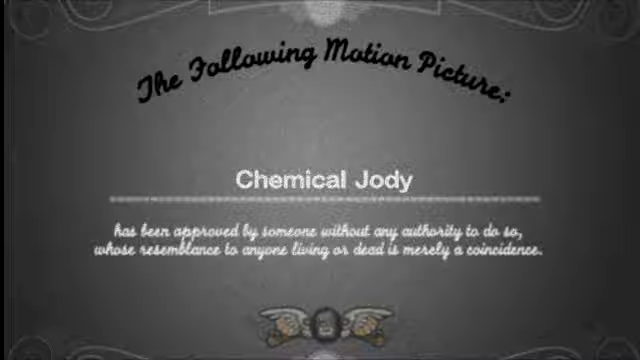 The Following Motion Picture:
Chemical Jody
has been approved by someone without any authority to do so,
whose resemblance to anyone living or dead is merely a coincidence.